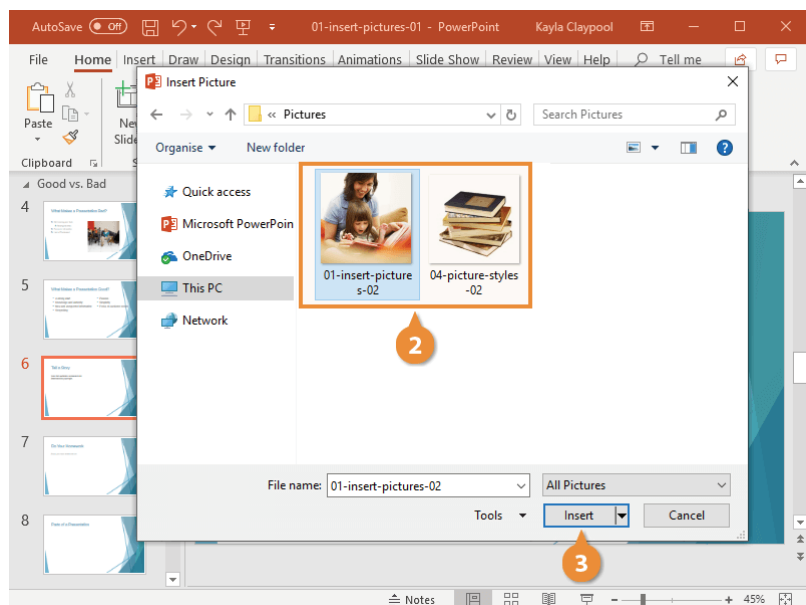 AutoSave Off 01-insert-pictures-01 - PowerPoint Kayla Claypool
File Home Insert Draw Design Transitions Animations Slide Show Review View Help Tell me
Insert Picture
Paste
Clipboard
« Pictures
Search Pictures
Organise New folder
Good vs. Bad
4
5
6
Tell a Story
7
8
Quick access
Microsoft PowerPoin
OneDrive
This PC
Network
01-insert-picture
s-02
04-picture-styles
-02
2
File name: 01-insert-pictures-02 All Pictures
Tools Insert Cancel
3
Notes 45%